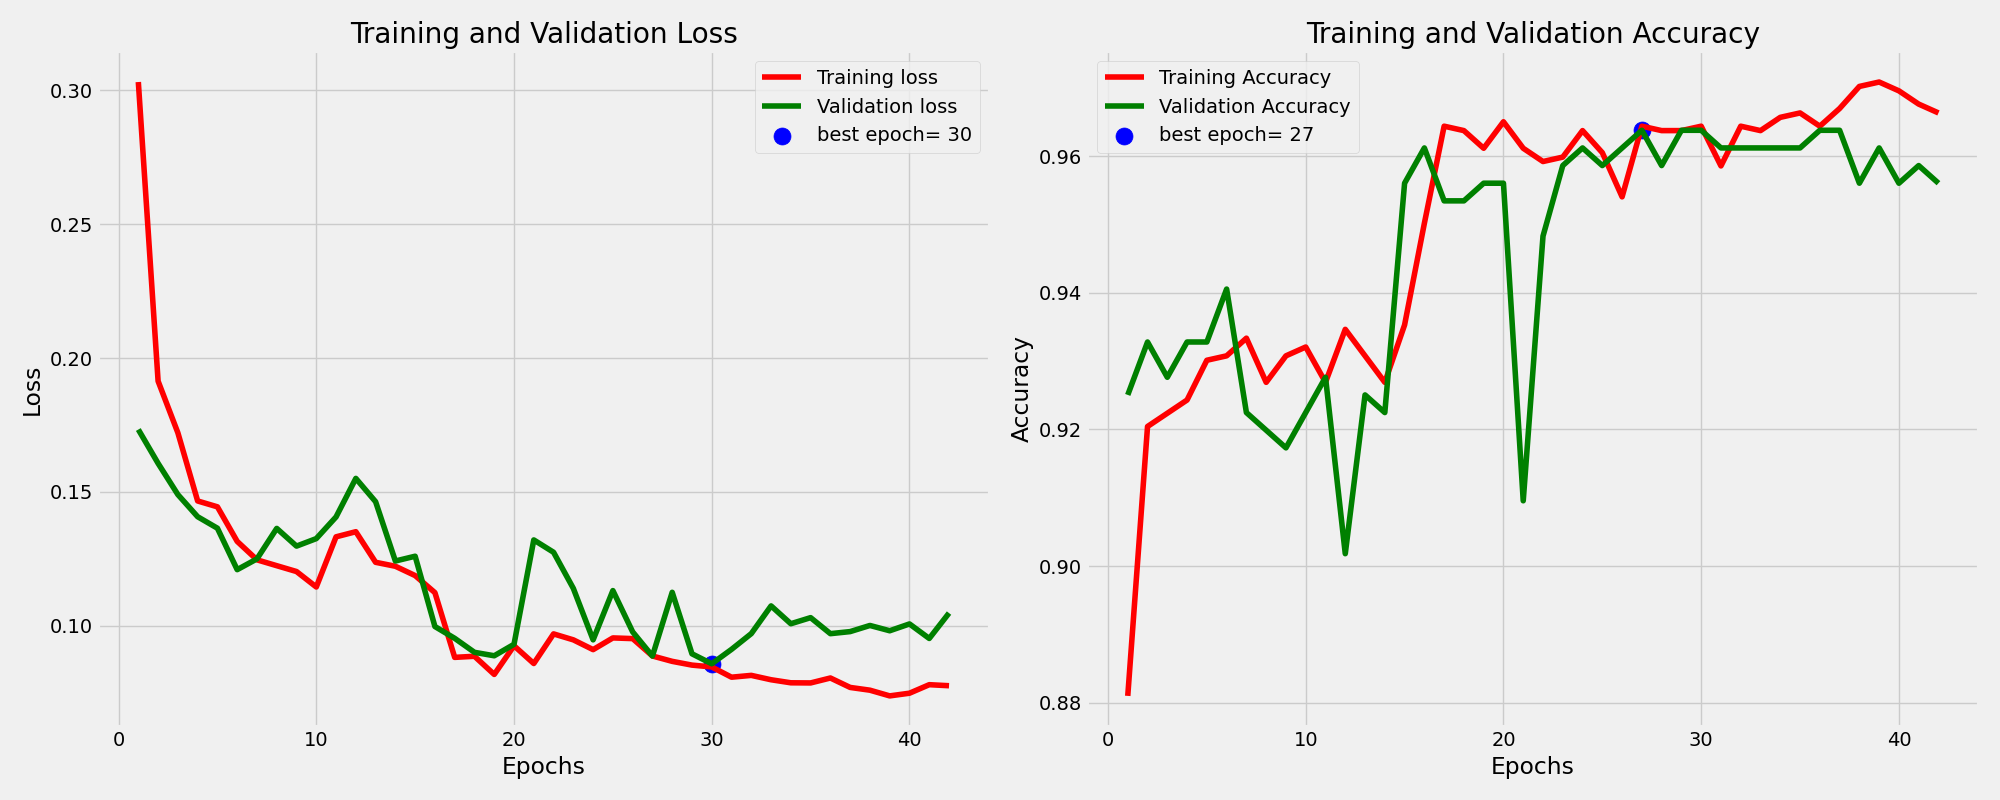 Training and Validation Loss
Training loss
Validation loss
best epoch= 30
0.30
0.25
0.20
0.15
0.10
Loss
0
10
20
30
40
Epochs
Training and Validation Accuracy
Training Accuracy
Validation Accuracy
best epoch= 27
0.96
0.94
0.92
0.90
0.88
Accuracy
0
10
20
30
40
Epochs